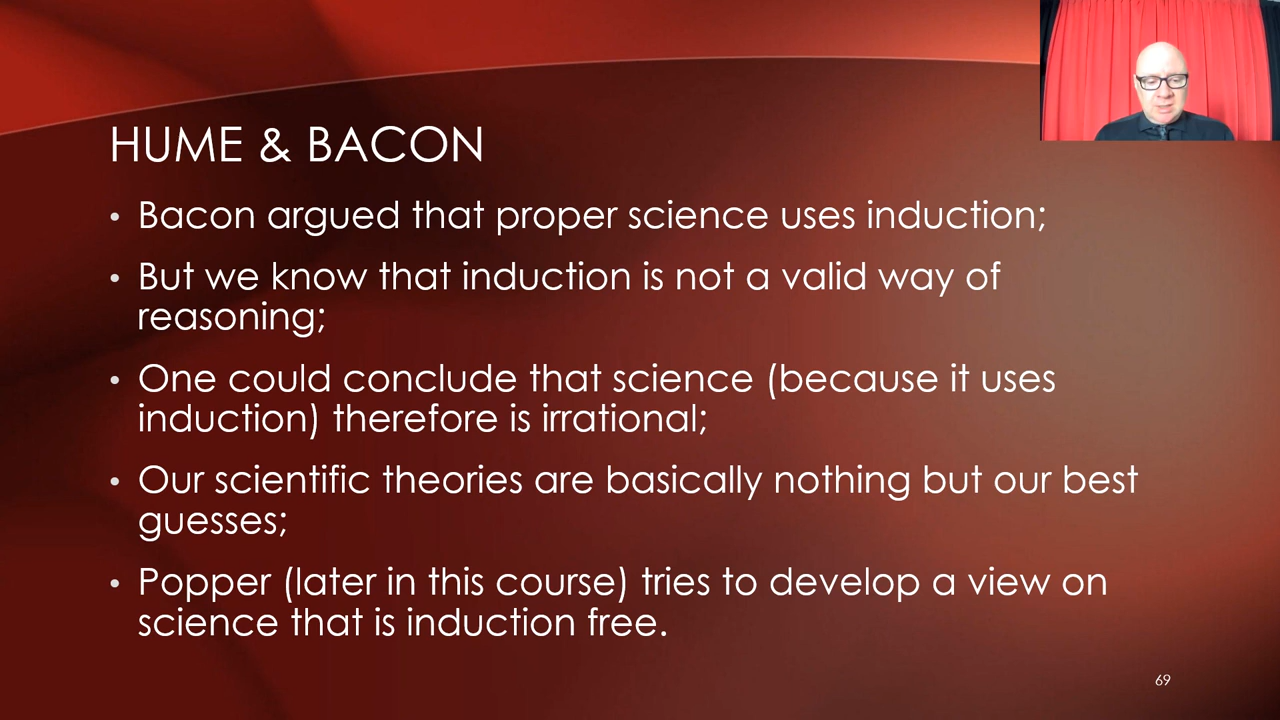 HUME & BACON
• Bacon argued that proper science uses induction;
• But we know that induction is not a valid way of
reasoning;
• One could conclude that science (because it uses
induction) therefore is irrational;
• Our scientific theories are basically nothing but our best
guesses;
• Popper (later in this course) tries to develop a view on
science that is induction free.
69